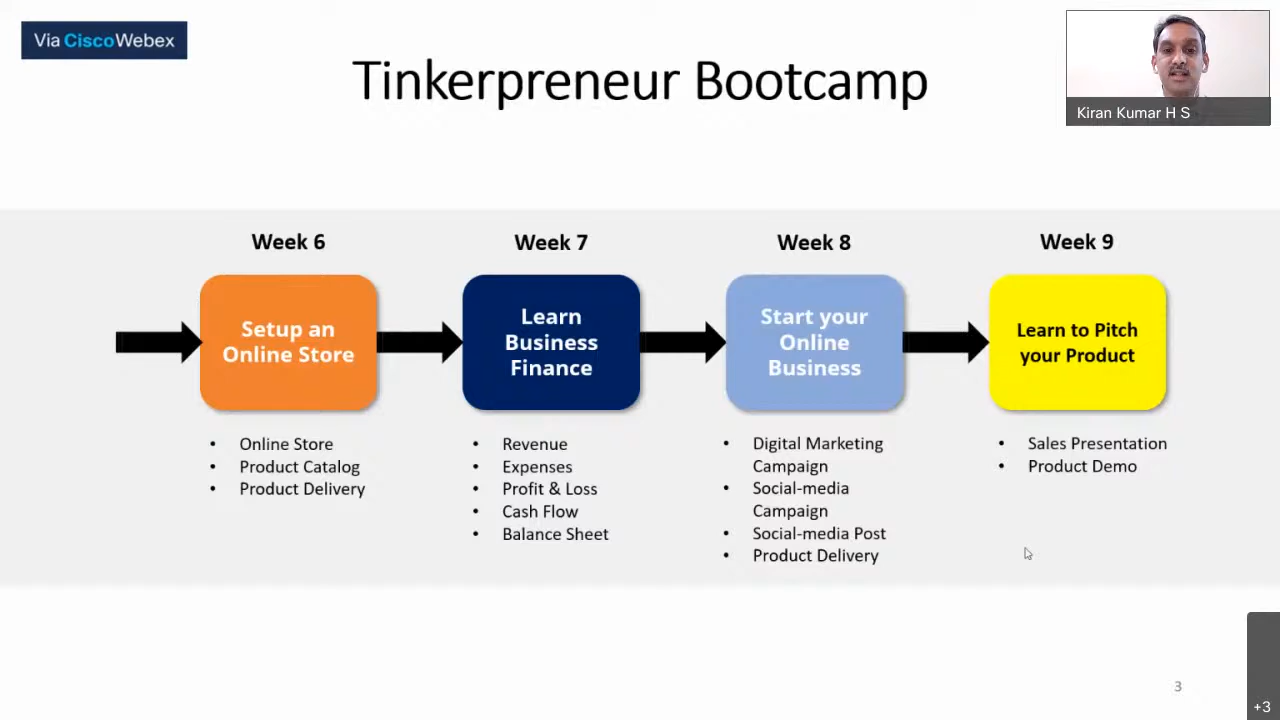 Via CiscoWebex
Tinkerpreneur Bootcamp
Kiran Kumar H S
Week 6
Setup an
Online Store
• Online Store
• Product Catalog
• Product Delivery
Week 7
Learn
Business
Finance
• Revenue
• Expenses
• Profit & Loss
• Cash Flow
• Balance Sheet
Week 8
Start your
Online
Business
• Digital Marketing
Campaign
• Social-media
Campaign
• Social-media Post
• Product Delivery
Week 9
Learn to Pitch
your Product
• Sales Presentation
• Product Demo
3
+3